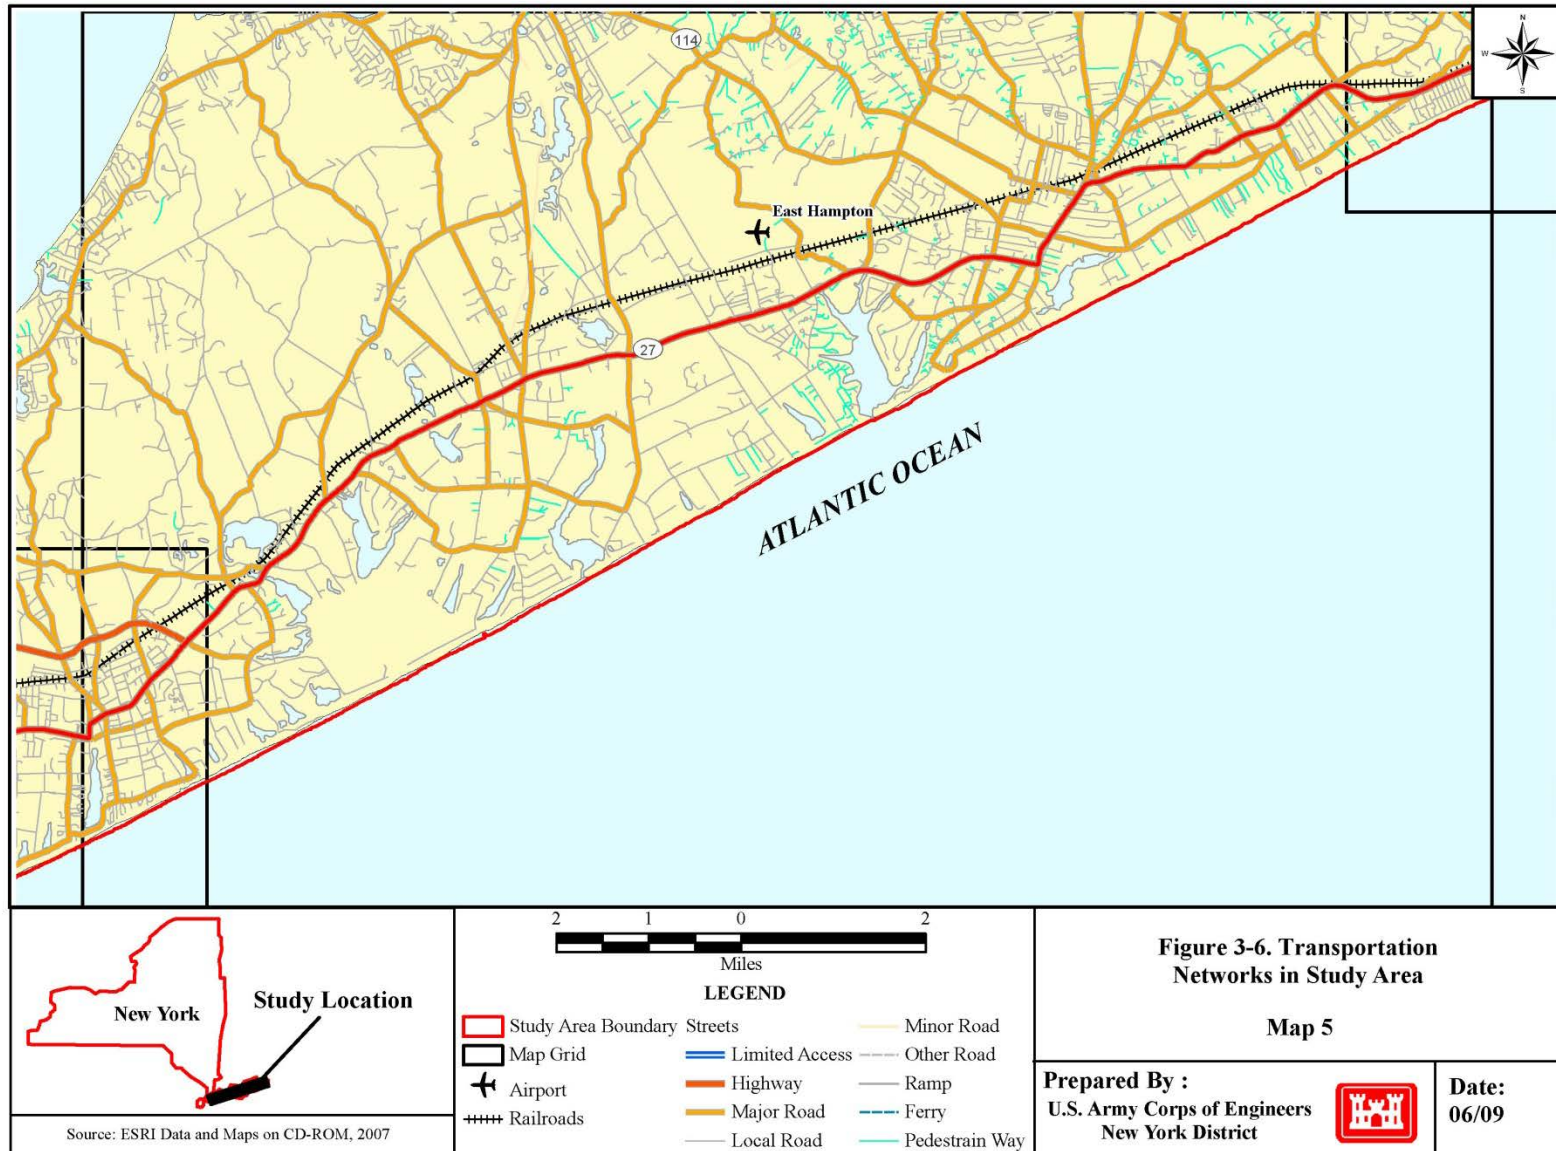 N
W
S
114
East Hampton
27
ATLANTIC OCEAN
New York
Study Location
Source: ESRI Data and Maps on CD-ROM, 2007
2 1 0 2
Miles
LEGEND
Study Area Boundary
Map Grid
Airport
Railroads
Streets
Limited Access
Highway
Major Road
Local Road
Minor Road
Other Road
Ramp
Ferry
Pedestrain Way
Figure 3-6. Transportation
Networks in Study Area
Map 5
Prepared By :
U.S. Army Corps of Engineers
New York District
Date:
06/09